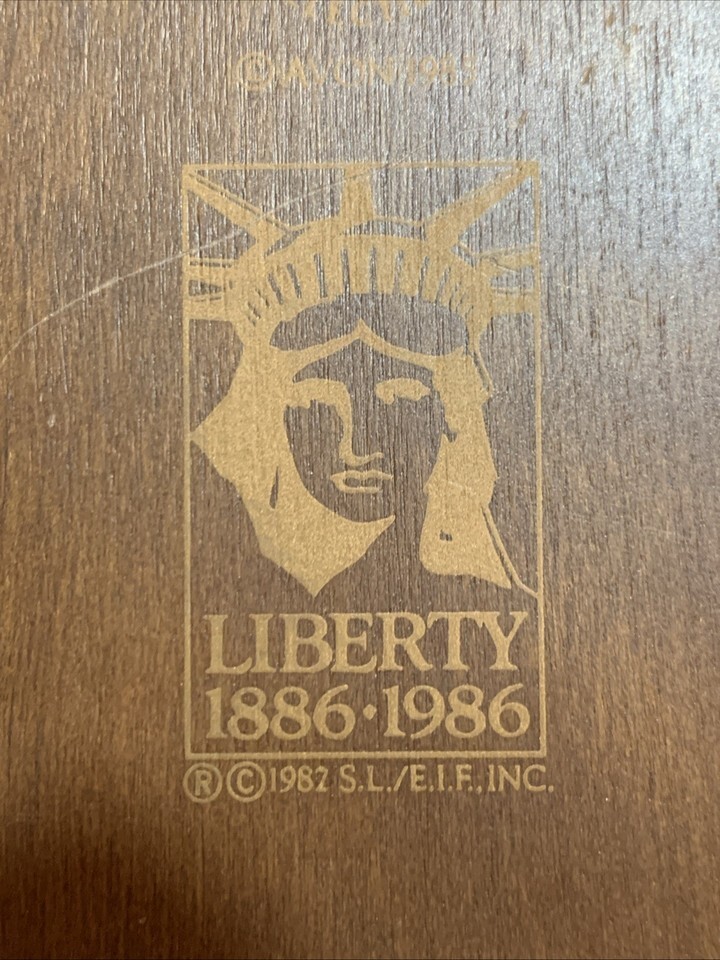 ©AVON 1985
LIBERTY
1886·1986
®©1982 S.L./E.I.F., INC.